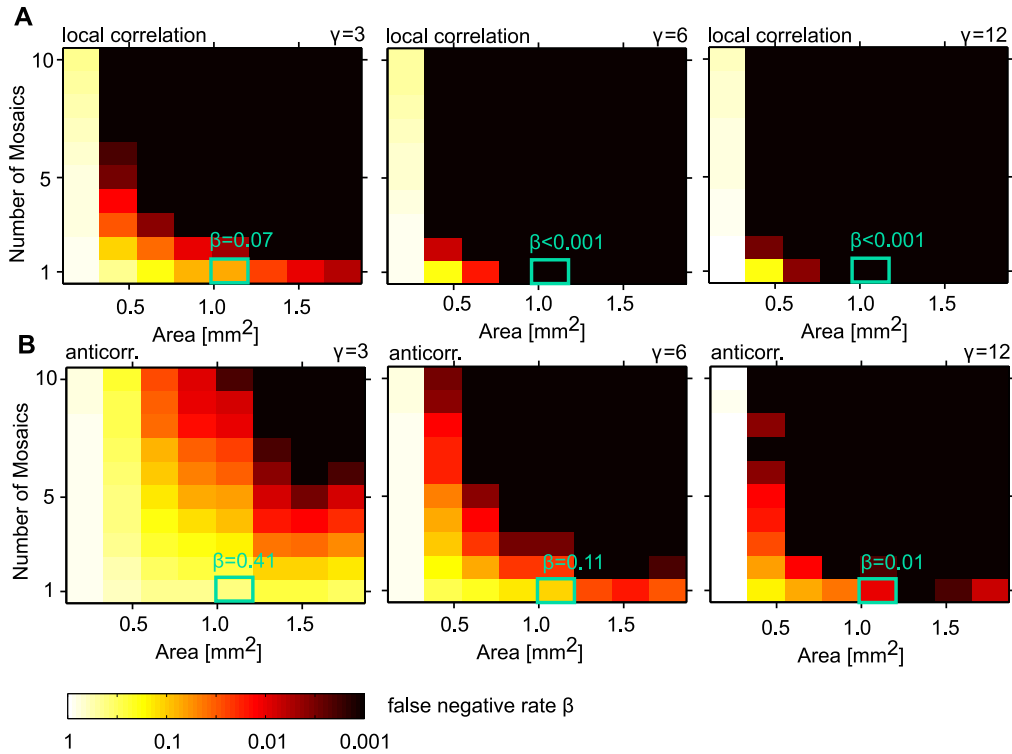 A
local correlation γ=3
local correlation γ=6
local correlation γ=12
Number of Mosaics
10
5
1
β=0.07
β<0.001
β<0.001
0.5 1.0 1.5
0.5 1.0 1.5
0.5 1.0 1.5
Area [mm²]
Area [mm²]
Area [mm²]
B
anticorr. γ=3
anticorr. γ=6
anticorr. γ=12
Number of Mosaics
10
5
1
β=0.41
β=0.11
β=0.01
0.5 1.0 1.5
0.5 1.0 1.5
0.5 1.0 1.5
Area [mm²]
Area [mm²]
Area [mm²]
false negative rate β
1 0.1 0.01 0.001